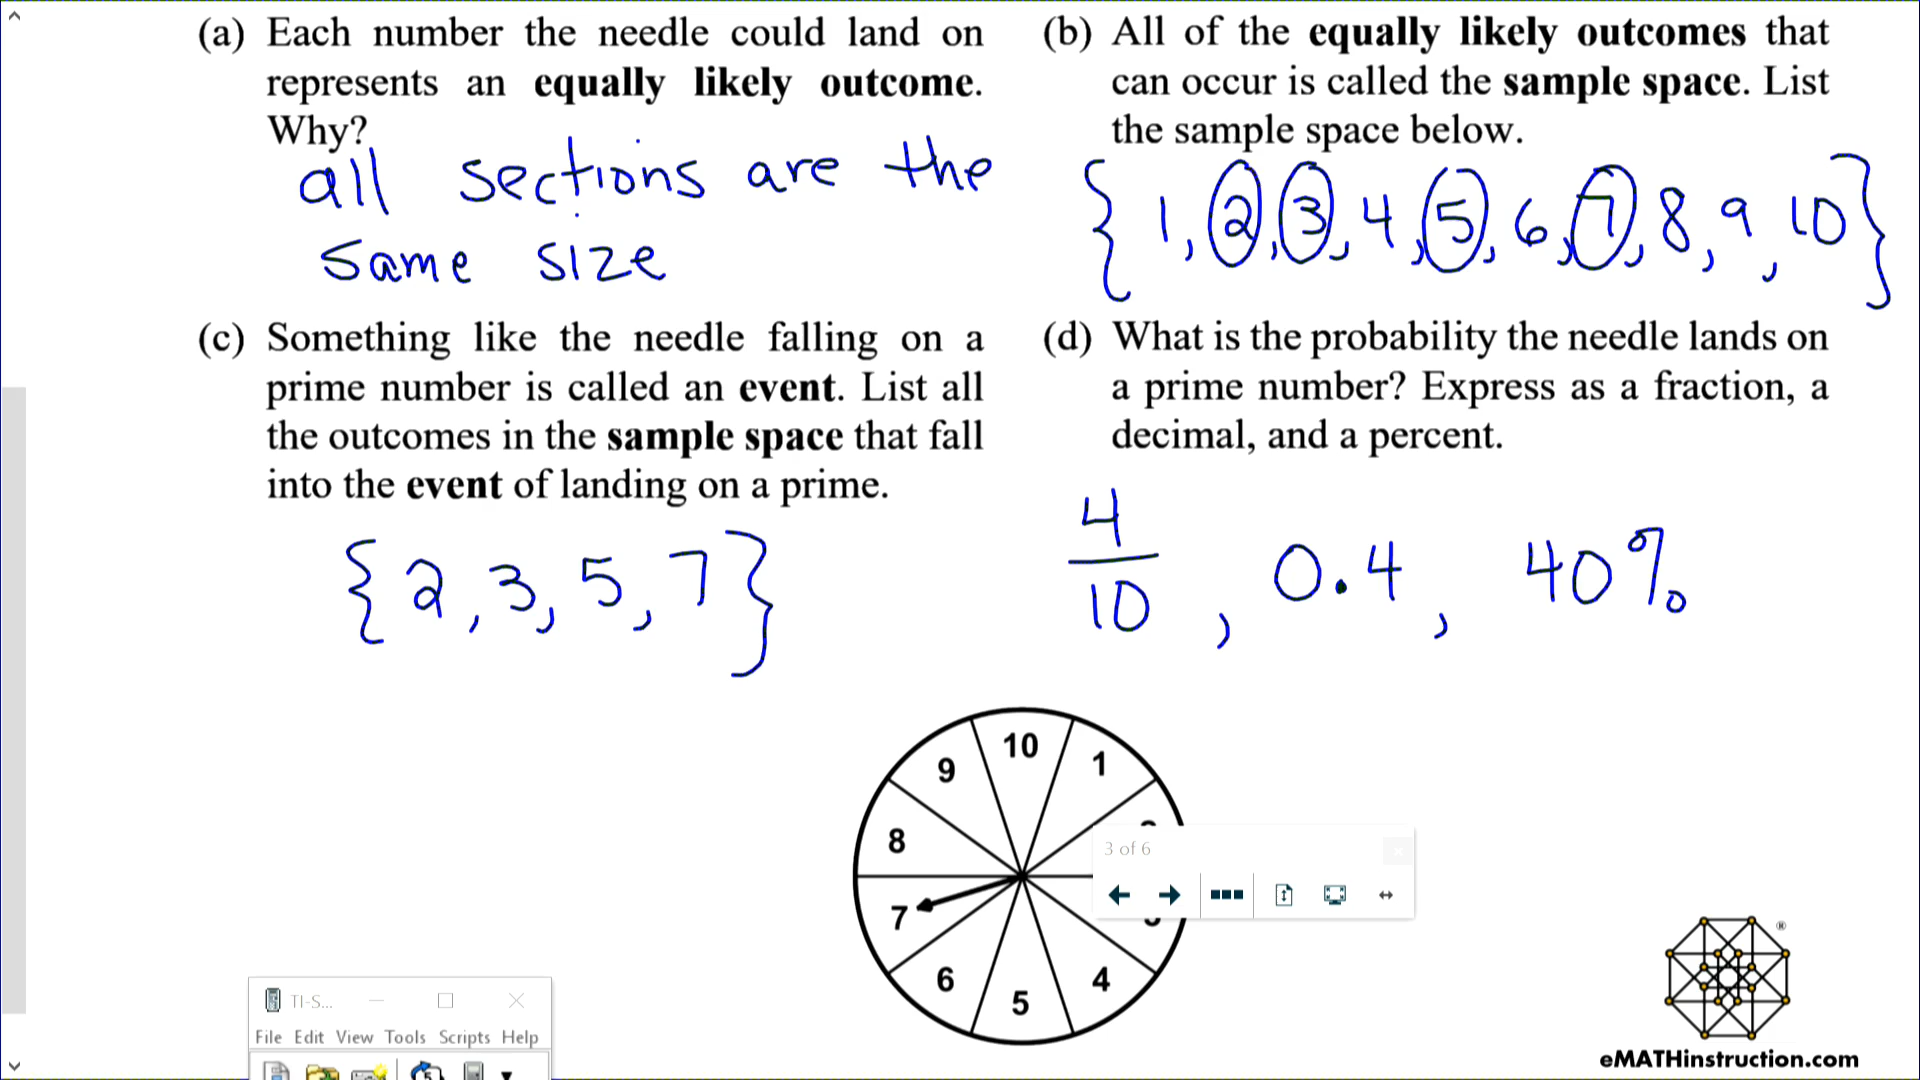 (a) Each number the needle could land on
represents an equally likely outcome.
Why?
all sections are the
same size
(b) All of the equally likely outcomes that
can occur is called the sample space. List
the sample space below.
{1, 2, 3, 4, 5, 6, 7, 8, 9, 10}
(c) Something like the needle falling on a
prime number is called an event. List all
the outcomes in the sample space that fall
into the event of landing on a prime.
{2, 3, 5, 7}
(d) What is the probability the needle lands on
a prime number? Express as a fraction, a
decimal, and a percent.
4/10, 0.4, 40%
10
9
1
8
7
6
5
4
3 of 6
TI-S...
File Edit View Tools Scripts Help
®
eMATHinstruction.com